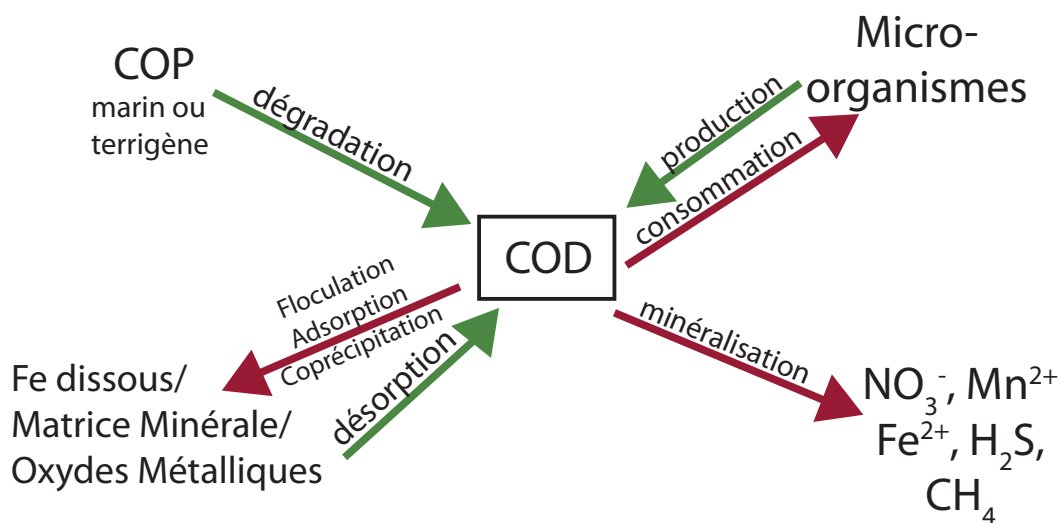 COP
marin ou
terrigène
dégradation
Micro-
organismes
production
consommation
COD
Floculation
Adsorption
Coprécipitation
désorption
minéralisation
Fe dissous/
Matrice Minérale/
Oxydes Métalliques
NO₃⁻, Mn²⁺
Fe²⁺, H₂S,
CH₄